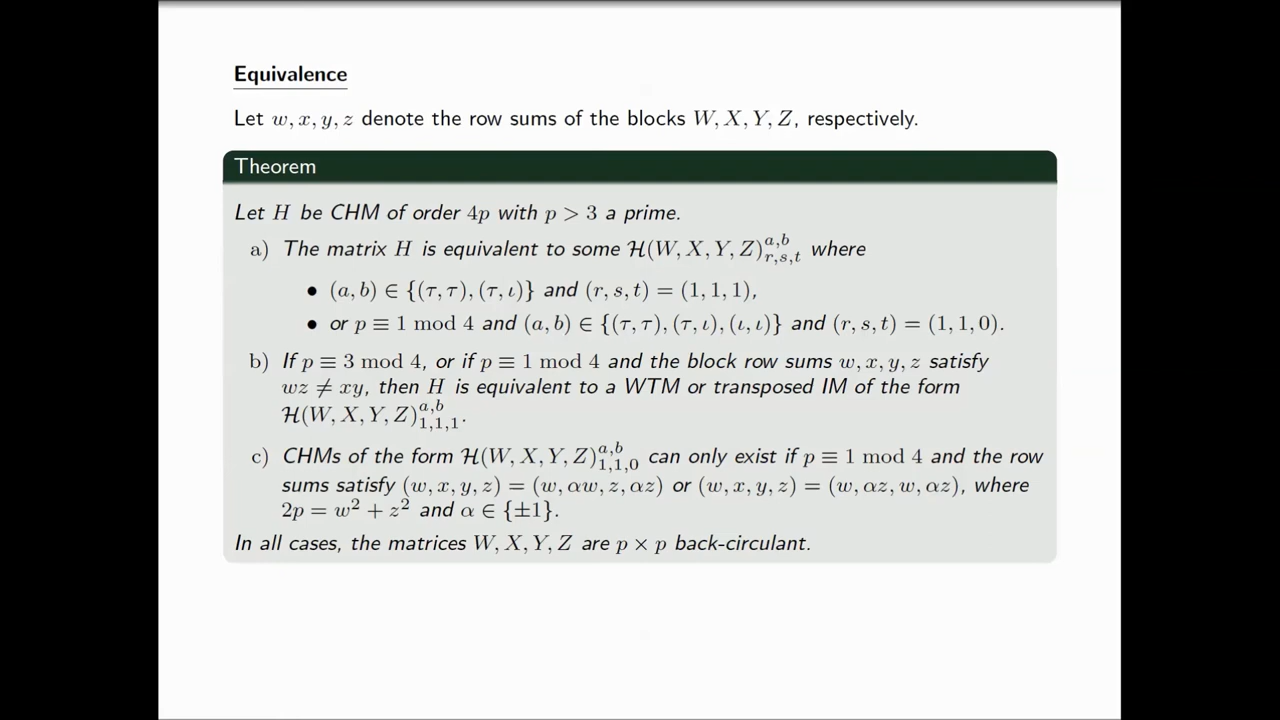 Equivalence
Let w, x, y, z denote the row sums of the blocks W, X, Y, Z, respectively.
Theorem
Let H be CHM of order 4p with p > 3 a prime.
a) The matrix H is equivalent to some ℋ(W, X, Y, Z)^{a,b}_{r,s,t} where
• (a, b) ∈ {(τ, τ), (τ, ι)} and (r, s, t) = (1, 1, 1),
• or p ≡ 1 mod 4 and (a, b) ∈ {(τ, τ), (τ, ι), (ι, ι)} and (r, s, t) = (1, 1, 0).
b) If p ≡ 3 mod 4, or if p ≡ 1 mod 4 and the block row sums w, x, y, z satisfy
wz ≠ xy, then H is equivalent to a WTM or transposed IM of the form
ℋ(W, X, Y, Z)^{a,b}_{1,1,1}.
c) CHMs of the form ℋ(W, X, Y, Z)^{a,b}_{1,1,0} can only exist if p ≡ 1 mod 4 and the row
sums satisfy (w, x, y, z) = (w, αw, z, αz) or (w, x, y, z) = (w, αz, w, αz), where
2p = w² + z² and α ∈ {±1}.
In all cases, the matrices W, X, Y, Z are p × p back-circulant.